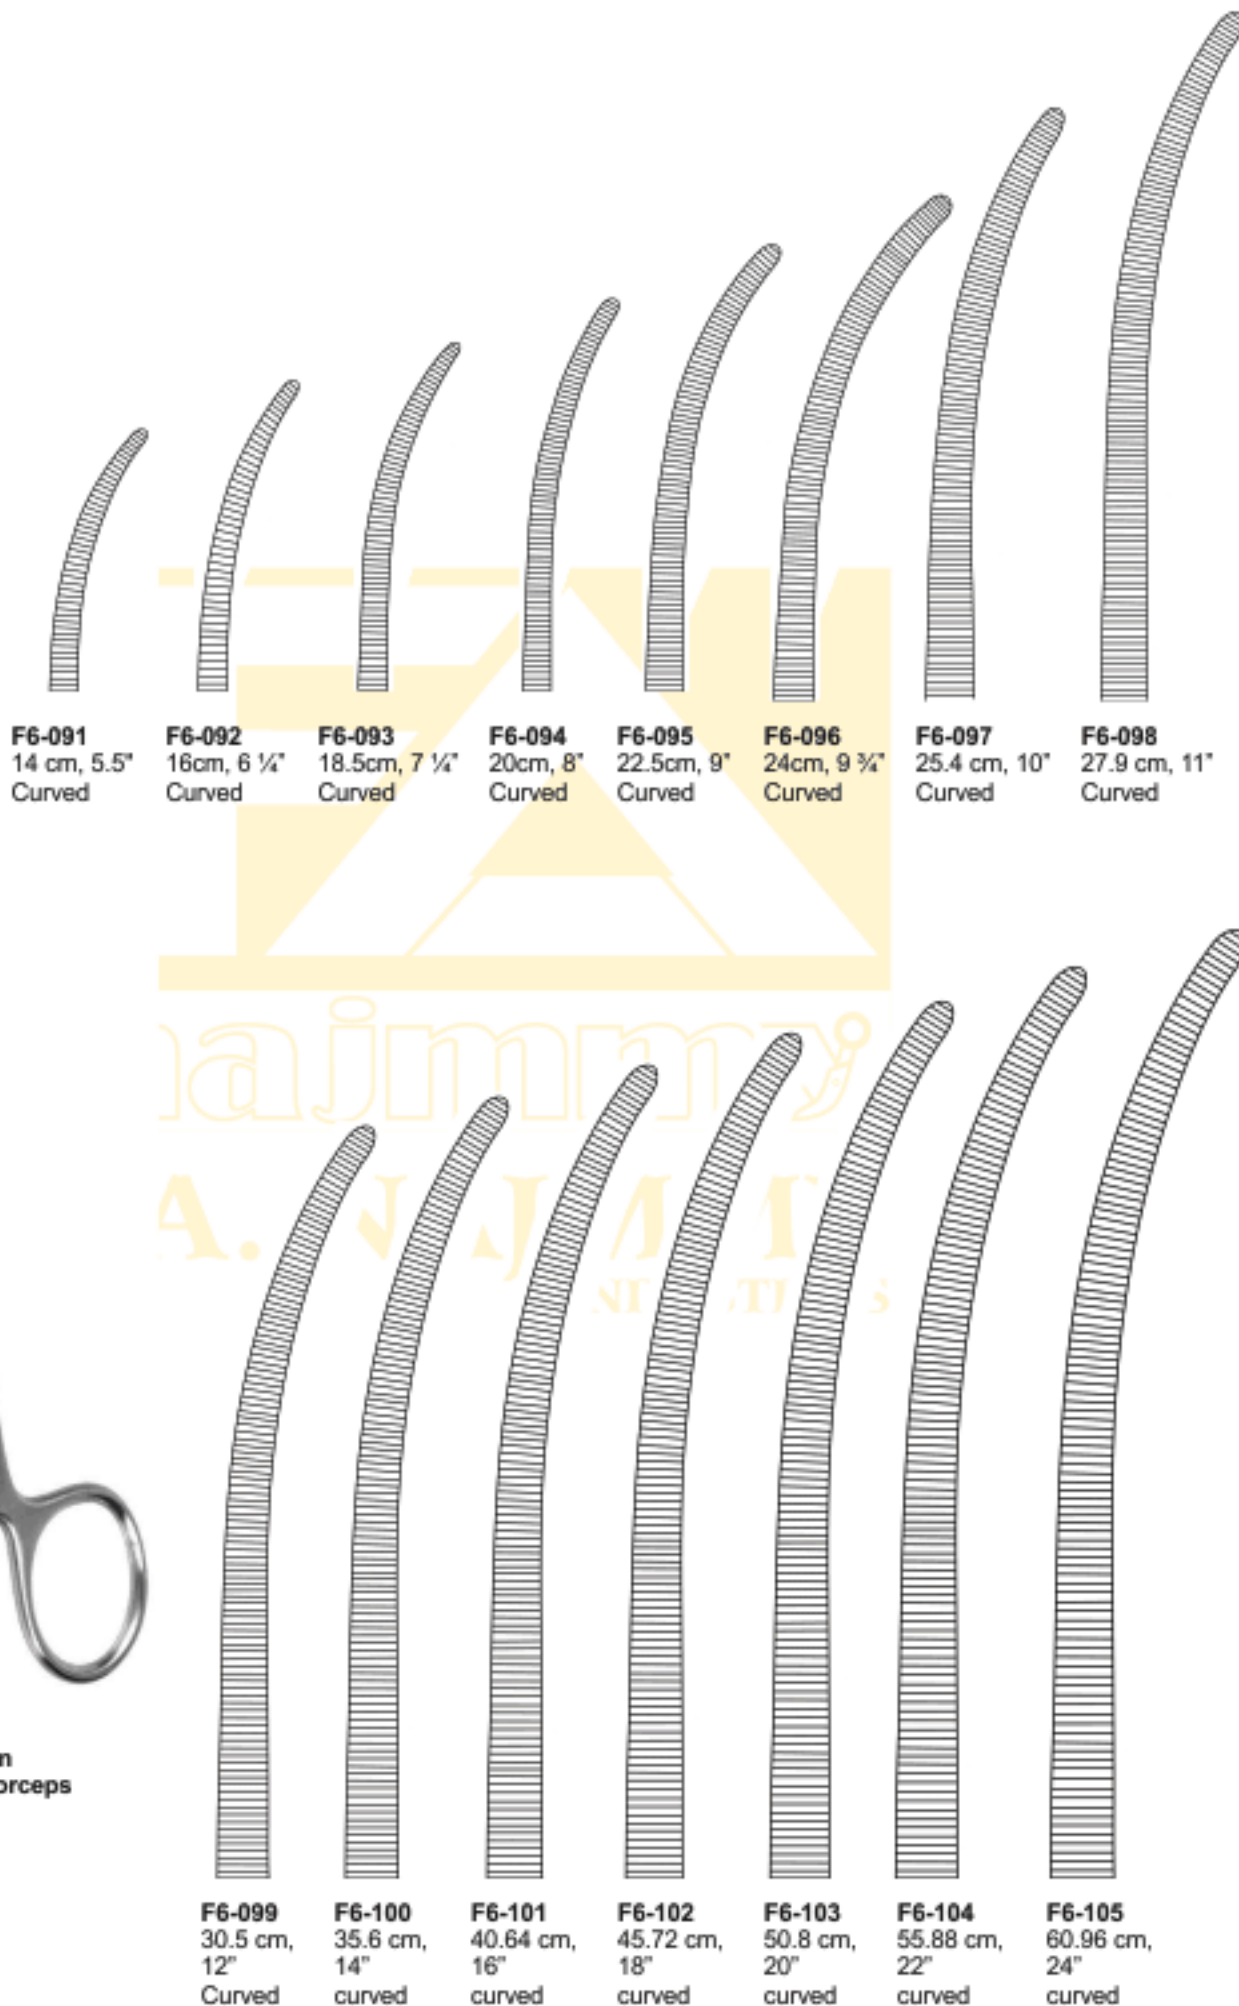 F6-091
14 cm, 5.5"
Curved
F6-092
16cm, 6 ¼"
Curved
F6-093
18.5cm, 7 ¼"
Curved
F6-094
20cm, 8"
Curved
F6-095
22.5cm, 9"
Curved
F6-096
24cm, 9 ¾"
Curved
F6-097
25.4 cm, 10"
Curved
F6-098
27.9 cm, 11"
Curved
najmmy
n
orceps
F6-099
30.5 cm,
12"
Curved
F6-100
35.6 cm,
14"
curved
F6-101
40.64 cm,
16"
curved
F6-102
45.72 cm,
18"
curved
F6-103
50.8 cm,
20"
curved
F6-104
55.88 cm,
22"
curved
F6-105
60.96 cm,
24"
curved